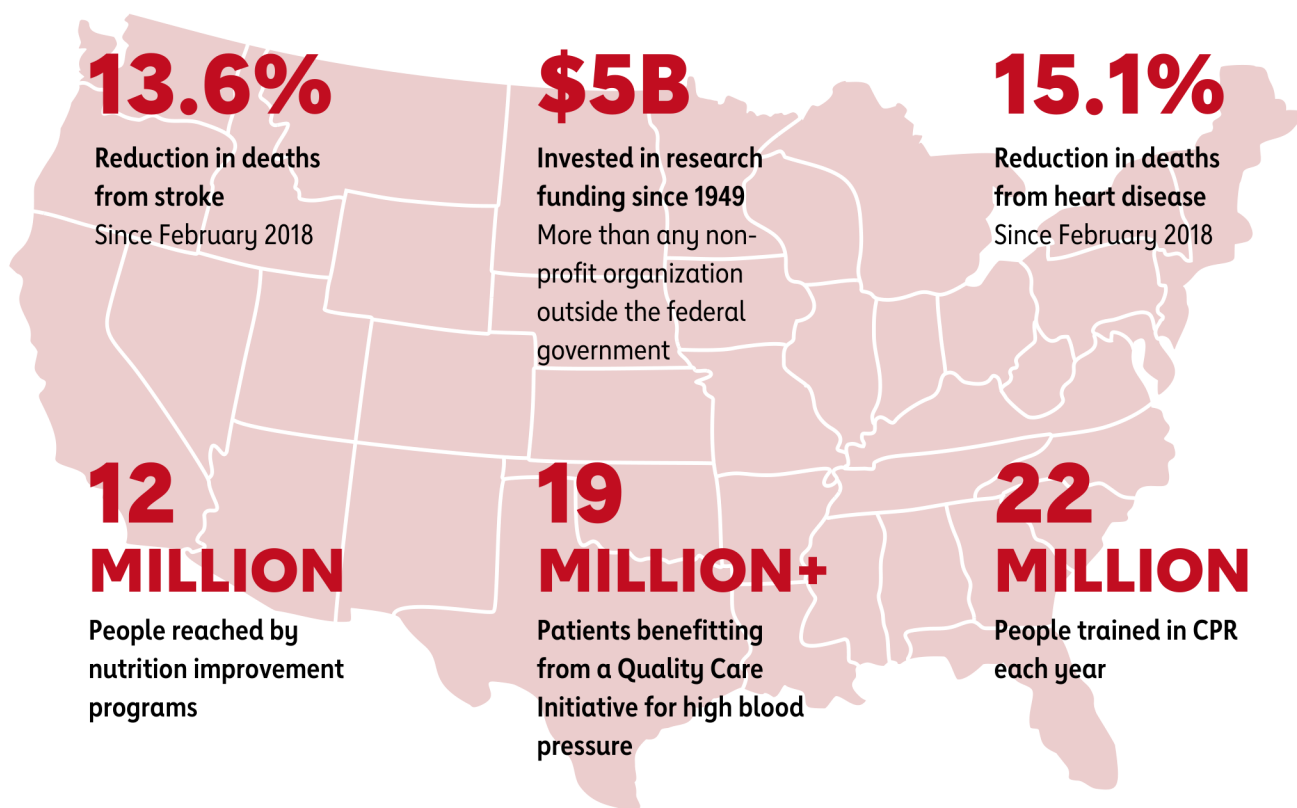 13.6%
Reduction in deaths
from stroke
Since February 2018
$5B
Invested in research
funding since 1949
More than any non-
profit organization
outside the federal
government
15.1%
Reduction in deaths
from heart disease
Since February 2018
12
MILLION
People reached by
nutrition improvement
programs
19
MILLION+
Patients benefitting
from a Quality Care
Initiative for high blood
pressure
22
MILLION
People trained in CPR
each year